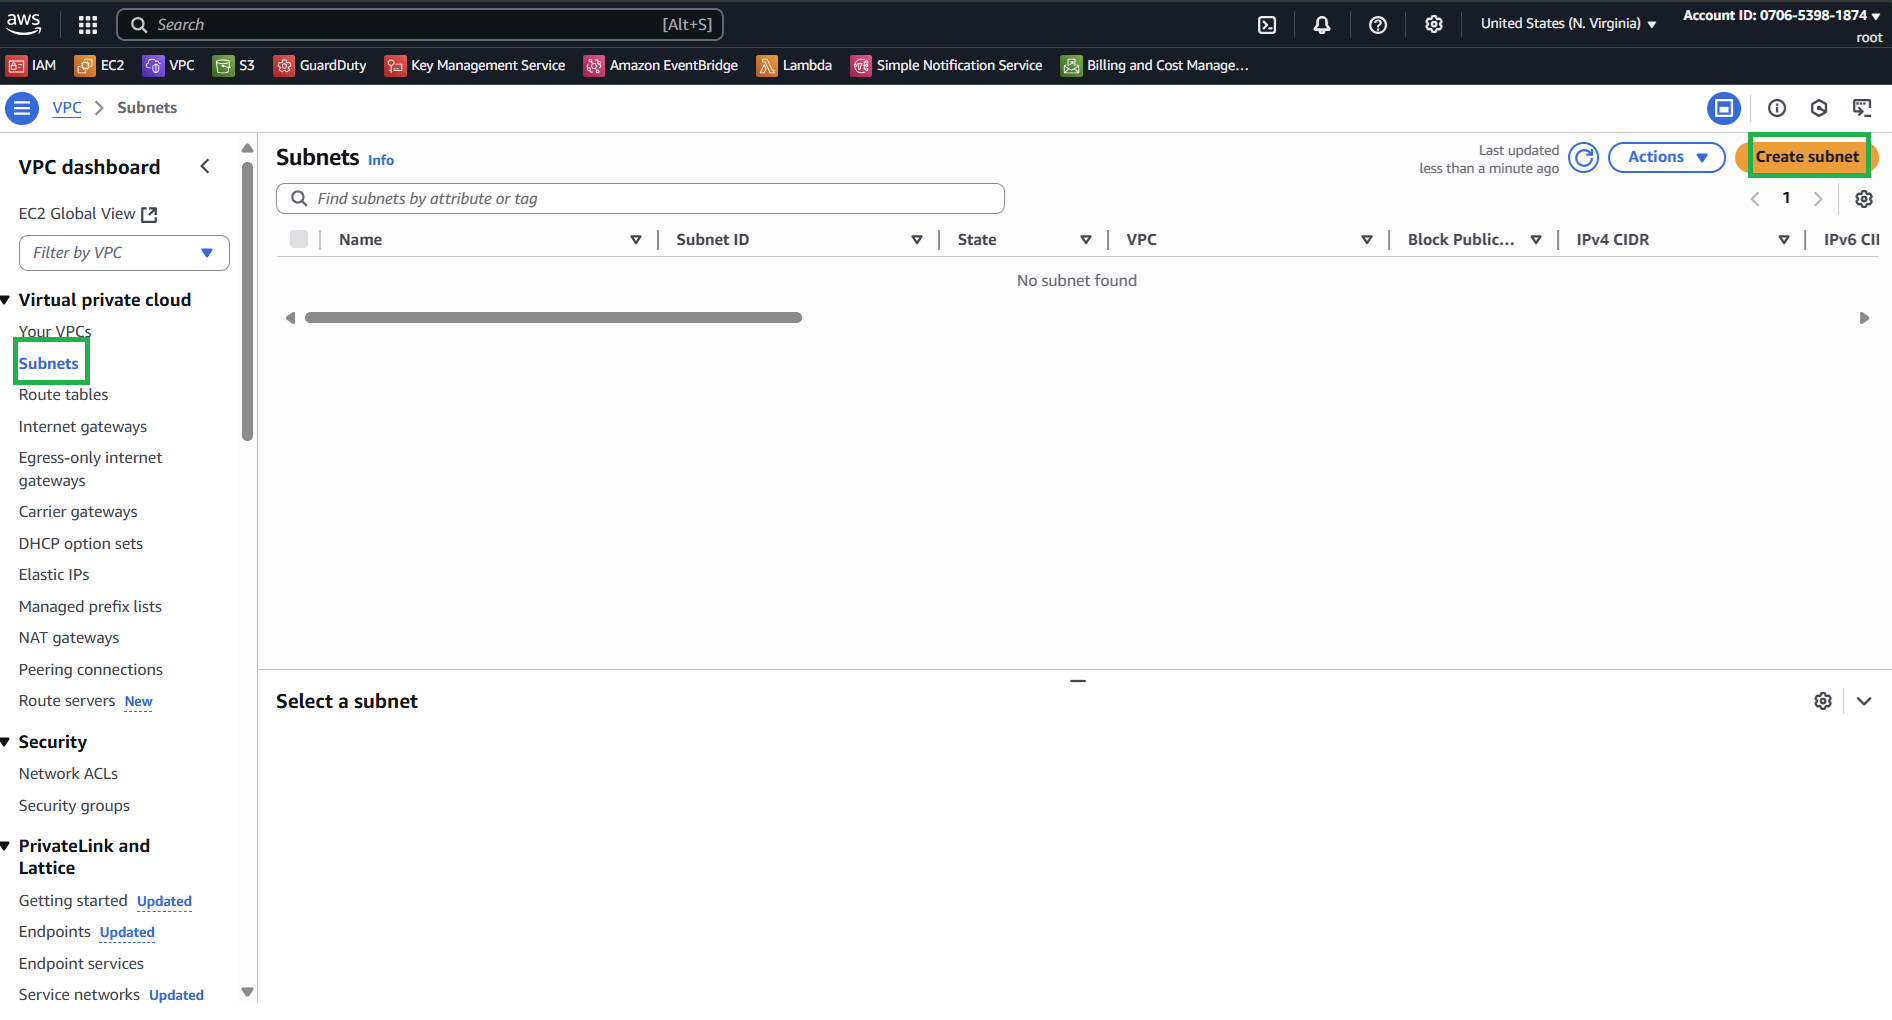 aws
Search [Alt+S]
United States (N. Virginia)
Account ID: 0706-5398-1874
root
IAM EC2 VPC S3 GuardDuty Key Management Service Amazon EventBridge Lambda Simple Notification Service Billing and Cost Manage...
VPC Subnets
VPC dashboard
EC2 Global View
Filter by VPC
Virtual private cloud
Your VPCs
Subnets
Route tables
Internet gateways
Egress-only internet
gateways
Carrier gateways
DHCP option sets
Elastic IPs
Managed prefix lists
NAT gateways
Peering connections
Route servers New
Security
Network ACLs
Security groups
PrivateLink and
Lattice
Getting started Updated
Endpoints Updated
Endpoint services
Service networks Updated
Subnets Info
Last updated
less than a minute ago
Actions
Create subnet
Find subnets by attribute or tag
1
Name Subnet ID State VPC Block Public... IPv4 CIDR IPv6 CII
No subnet found
Select a subnet